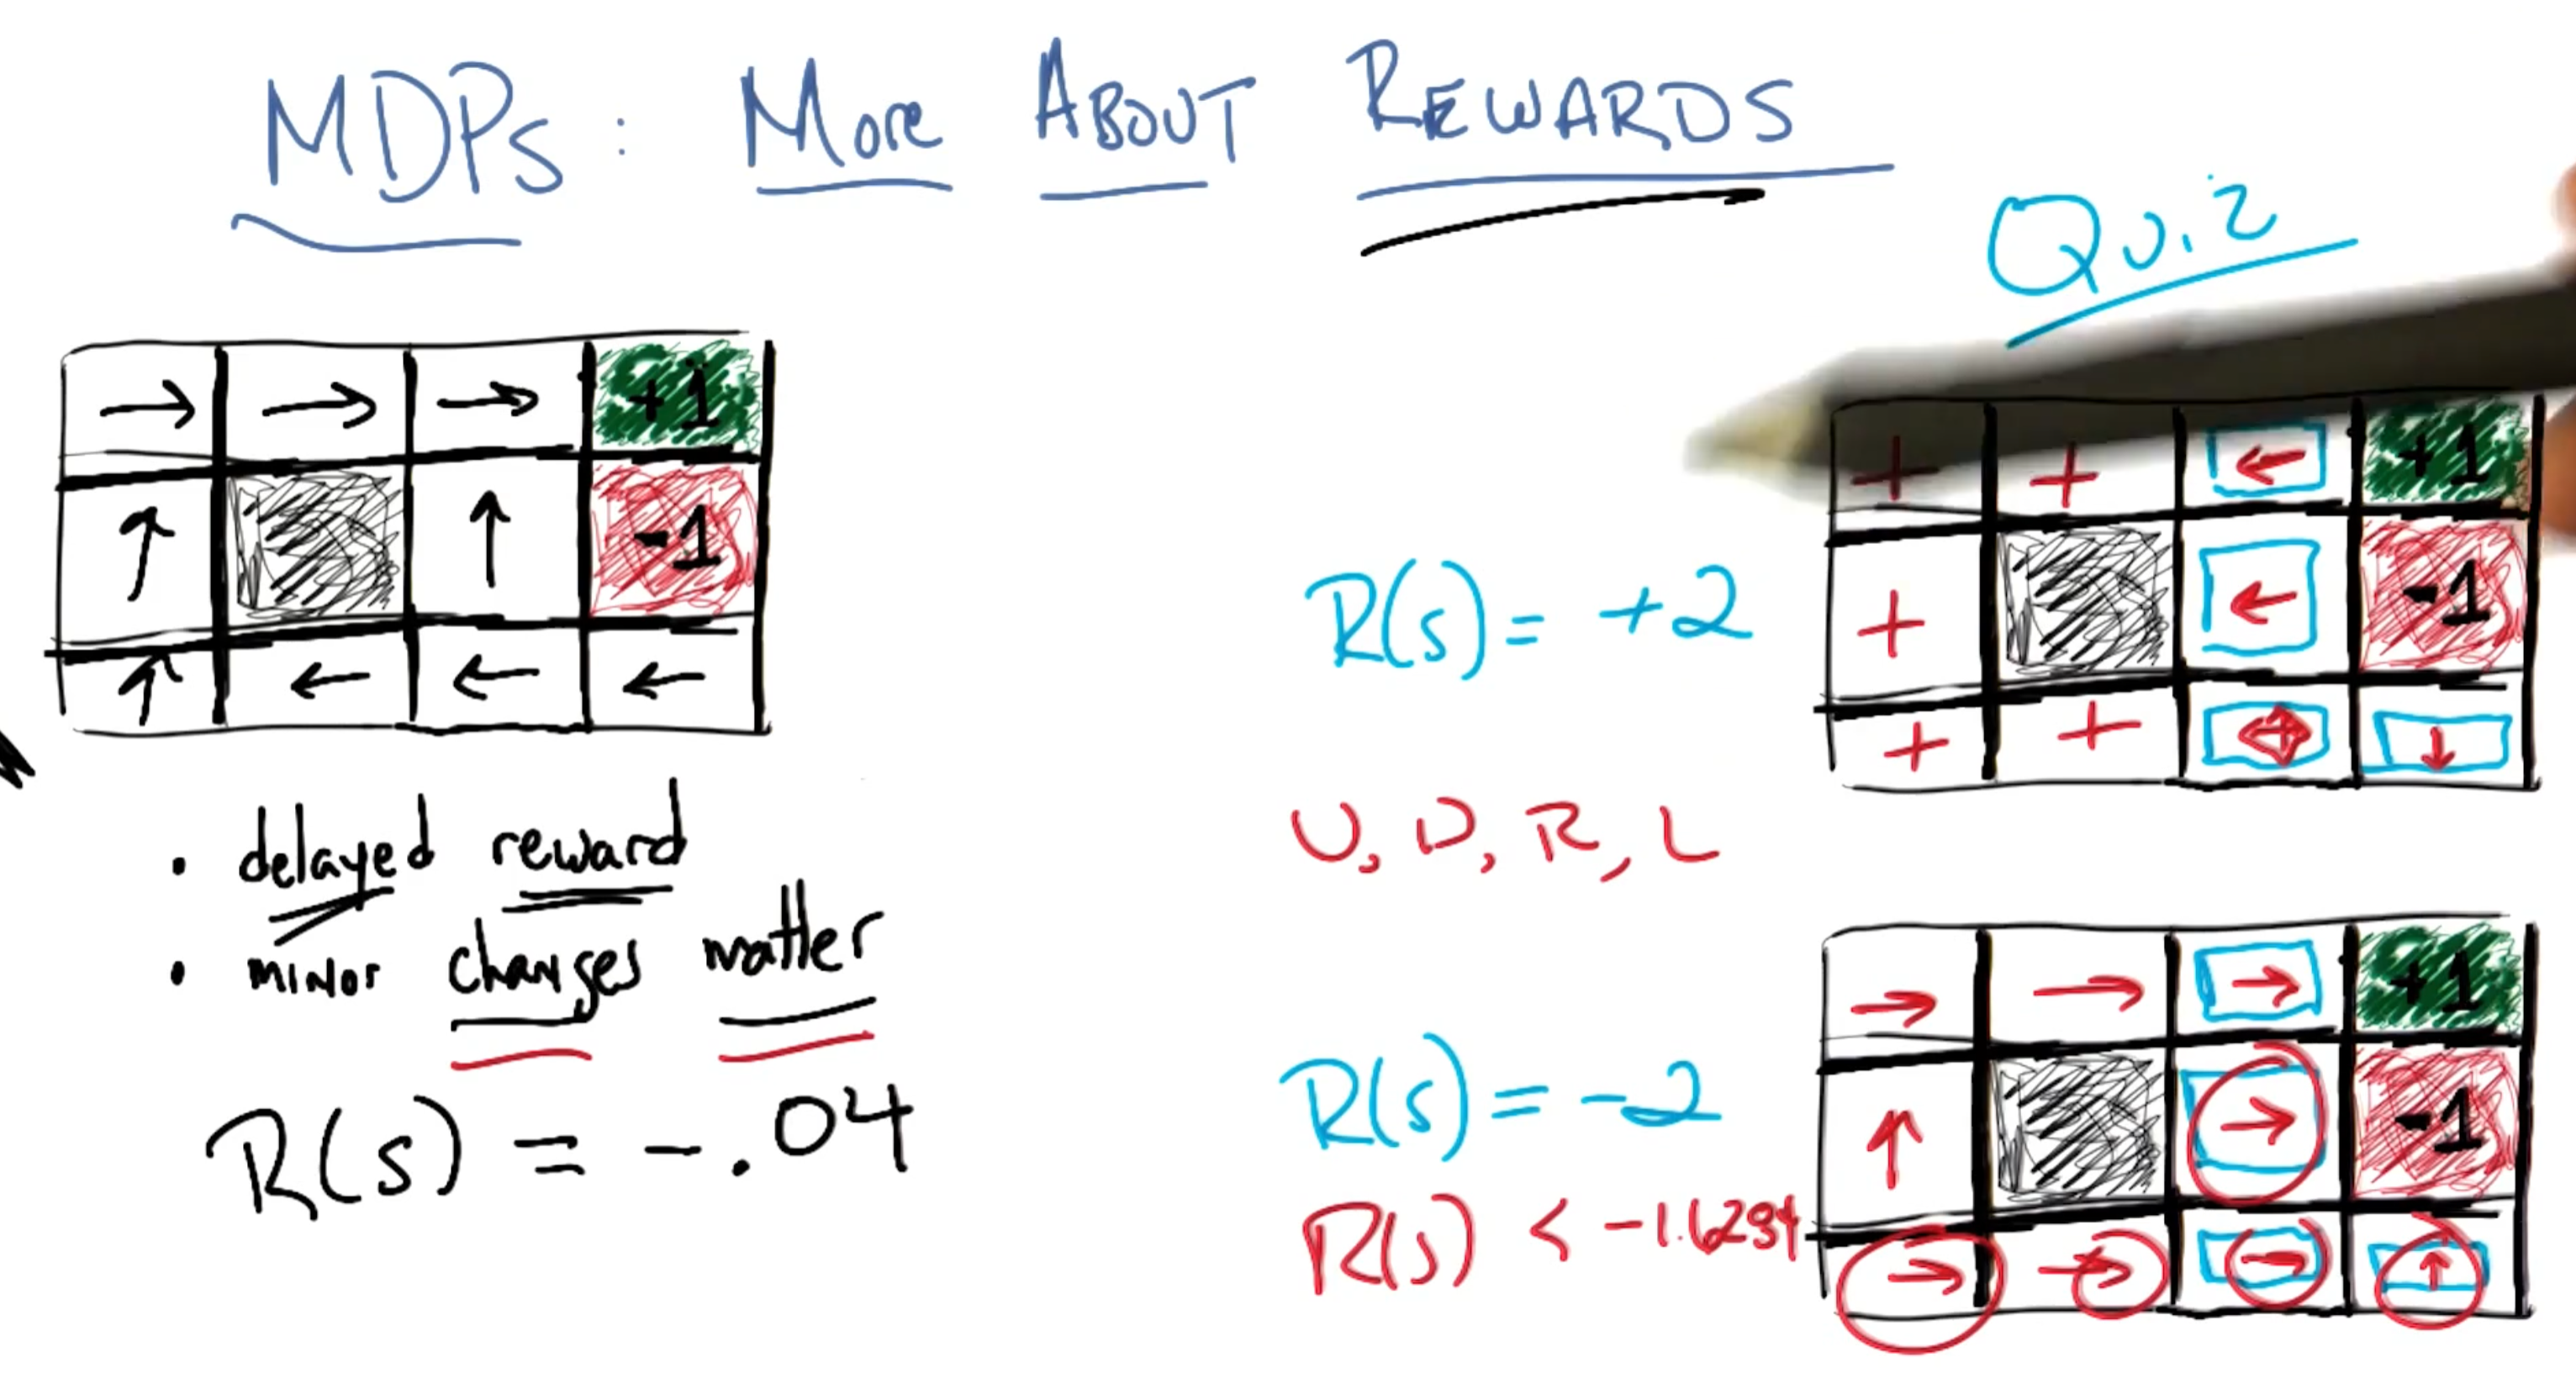 MDPs: More About Rewards
Quiz
+1
-1
• delayed reward
• minor changes matter
R(s) = -.04
R(s) = +2
+ + +1
+ -1
+ +
U, D, R, L
R(s) = -2
R(s) < -1.6284
+1
-1